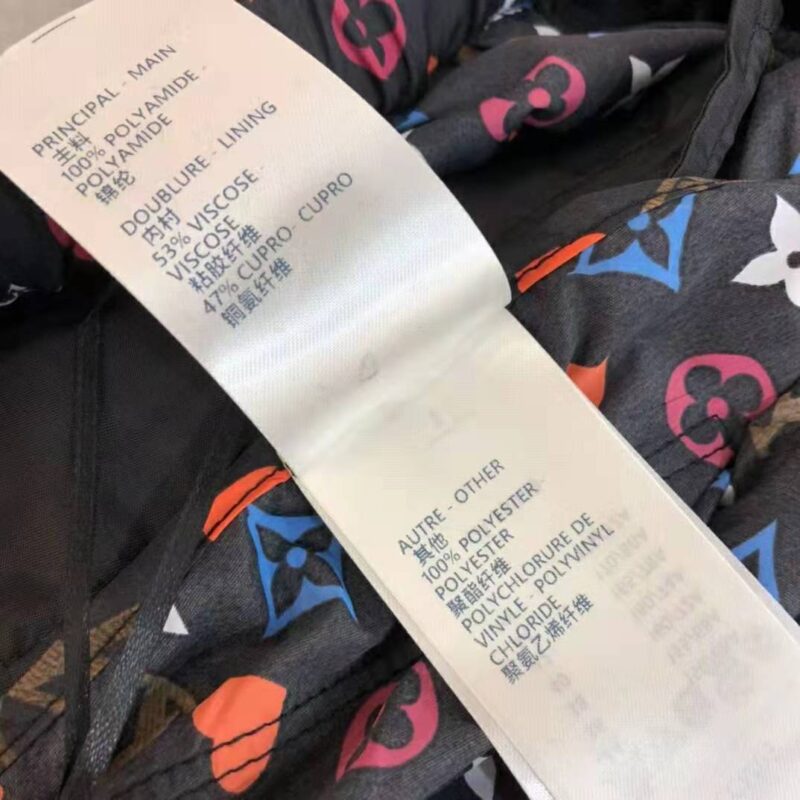 PRINCIPAL - MAIN
主料
100% POLYAMIDE -
POLYAMIDE
锦纶
DOUBLURE - LINING
内村
53% VISCOSE -
VISCOSE
粘胶纤维
47% CUPRO- CUPRO
铜氨纤维
AUTRE - OTHER
其他
100% POLYESTER-
POLYESTER
聚酯纤维
POLYCHLORURE DE
VINYLE - POLYVINYL
CHLORIDE
聚氯乙烯纤维